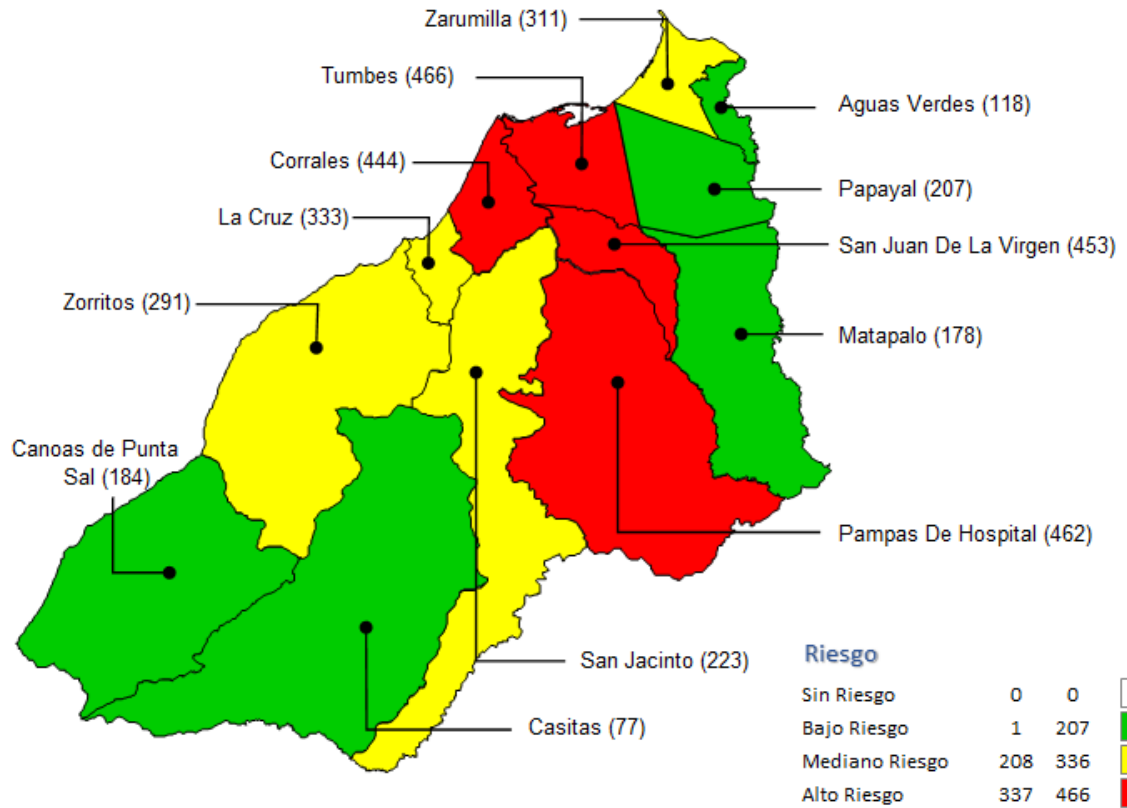 Zarumilla (311)
Tumbes (466)
Aguas Verdes (118)
Corrales (444)
Papayal (207)
La Cruz (333)
San Juan De La Virgen (453)
Zorritos (291)
Matapalo (178)
Canoas de Punta
Sal (184)
Pampas De Hospital (462)
San Jacinto (223)
Casitas (77)
Riesgo
Sin Riesgo 0 0
Bajo Riesgo 1 207
Mediano Riesgo 208 336
Alto Riesgo 337 466